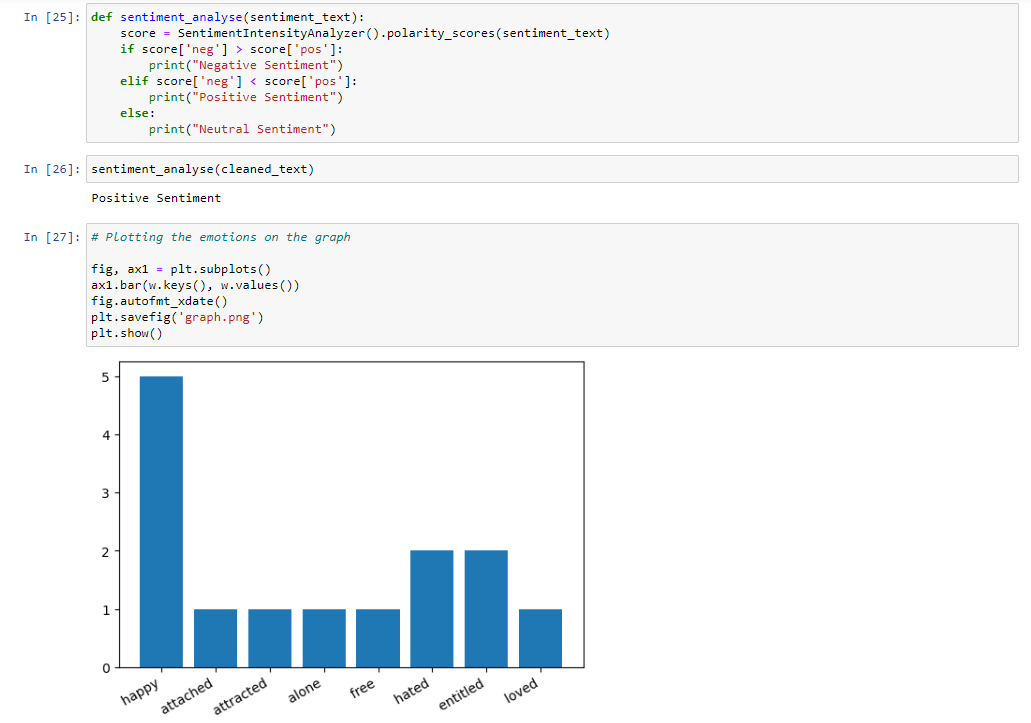 In [25]: def sentiment_analyse(sentiment_text):
    score = SentimentIntensityAnalyzer().polarity_scores(sentiment_text)
    if score['neg'] > score['pos']:
        print("Negative Sentiment")
    elif score['neg'] < score['pos']:
        print("Positive Sentiment")
    else:
        print("Neutral Sentiment")
In [26]: sentiment_analyse(cleaned_text)
Positive Sentiment
In [27]: # Plotting the emotions on the graph
fig, ax1 = plt.subplots()
ax1.bar(w.keys(), w.values())
fig.autofmt_xdate()
plt.savefig('graph.png')
plt.show()
5
4
3
2
1
0
happy attached attracted alone free hated entitled loved